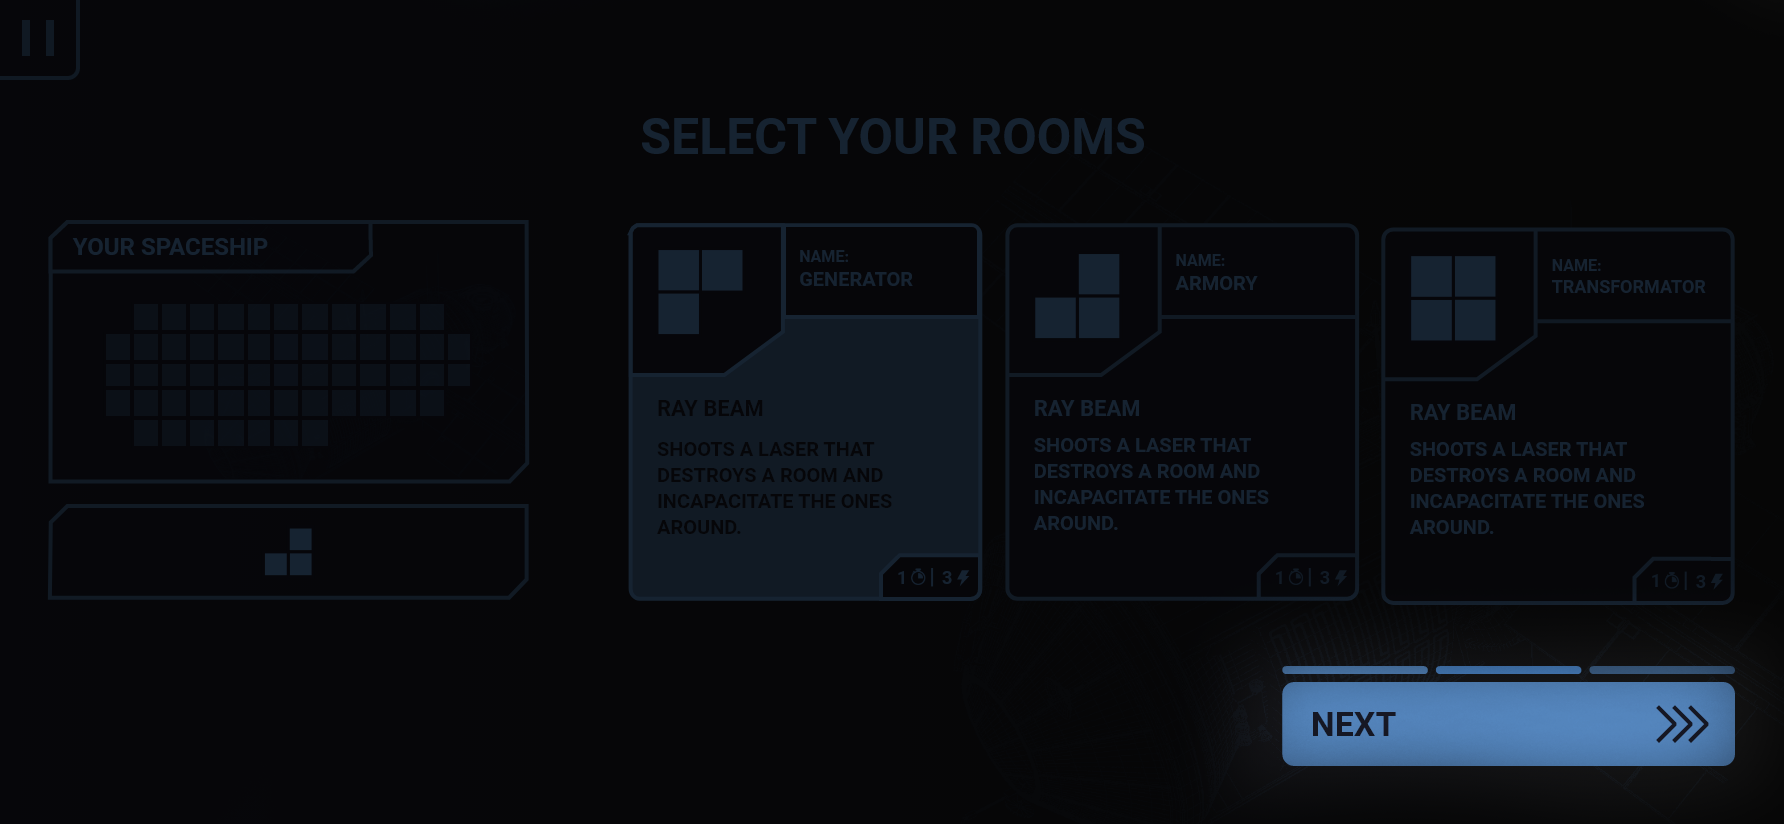 SELECT YOUR ROOMS
YOUR SPACESHIP
NAME:
GENERATOR
RAY BEAM
SHOOTS A LASER THAT
DESTROYS A ROOM AND
INCAPACITATE THE ONES
AROUND.
1 | 3
NAME:
ARMORY
RAY BEAM
SHOOTS A LASER THAT
DESTROYS A ROOM AND
INCAPACITATE THE ONES
AROUND.
1 | 3
NAME:
TRANSFORMATOR
RAY BEAM
SHOOTS A LASER THAT
DESTROYS A ROOM AND
INCAPACITATE THE ONES
AROUND.
1 | 3
NEXT